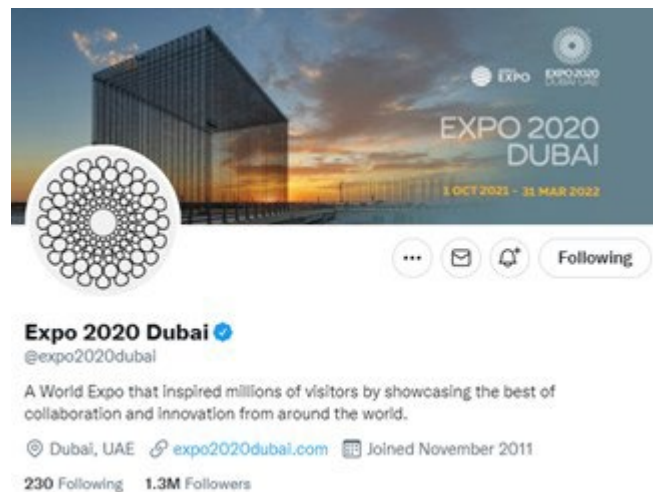 EXPO
EXPO 2020
DUBAI UAE
EXPO 2020
DUBAI
1 OCT 2021 - 31 MAR 2022
Following
Expo 2020 Dubai
@expo2020dubai
A World Expo that inspired millions of visitors by showcasing the best of
collaboration and innovation from around the world.
Dubai, UAE expo2020dubai.com Joined November 2011
230 Following 1.3M Followers